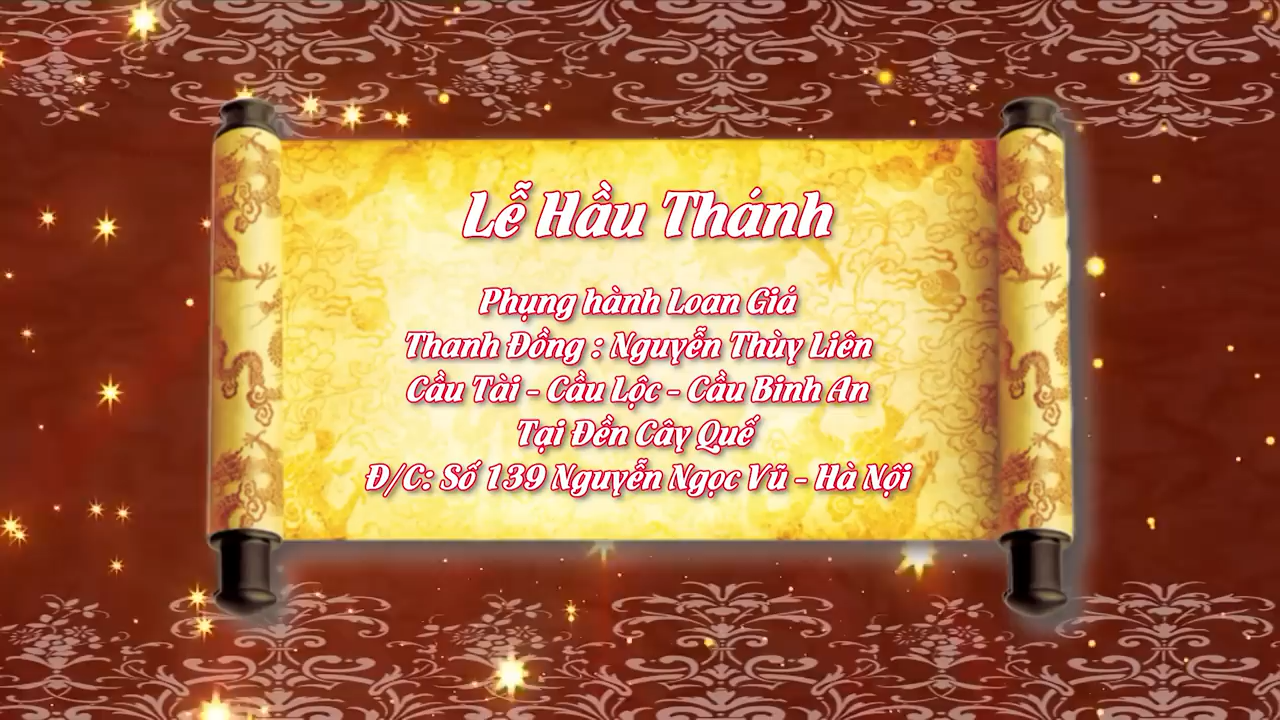 Lễ Hầu Thánh
Phụng hành Loan Giá
Thanh Đồng : Nguyễn Thùy Liên
Cầu Tài - Cầu Lộc - Cầu Bình An
Tại Đền Cây Quế
Đ/C: Số 139 Nguyễn Ngọc Vũ - Hà Nội